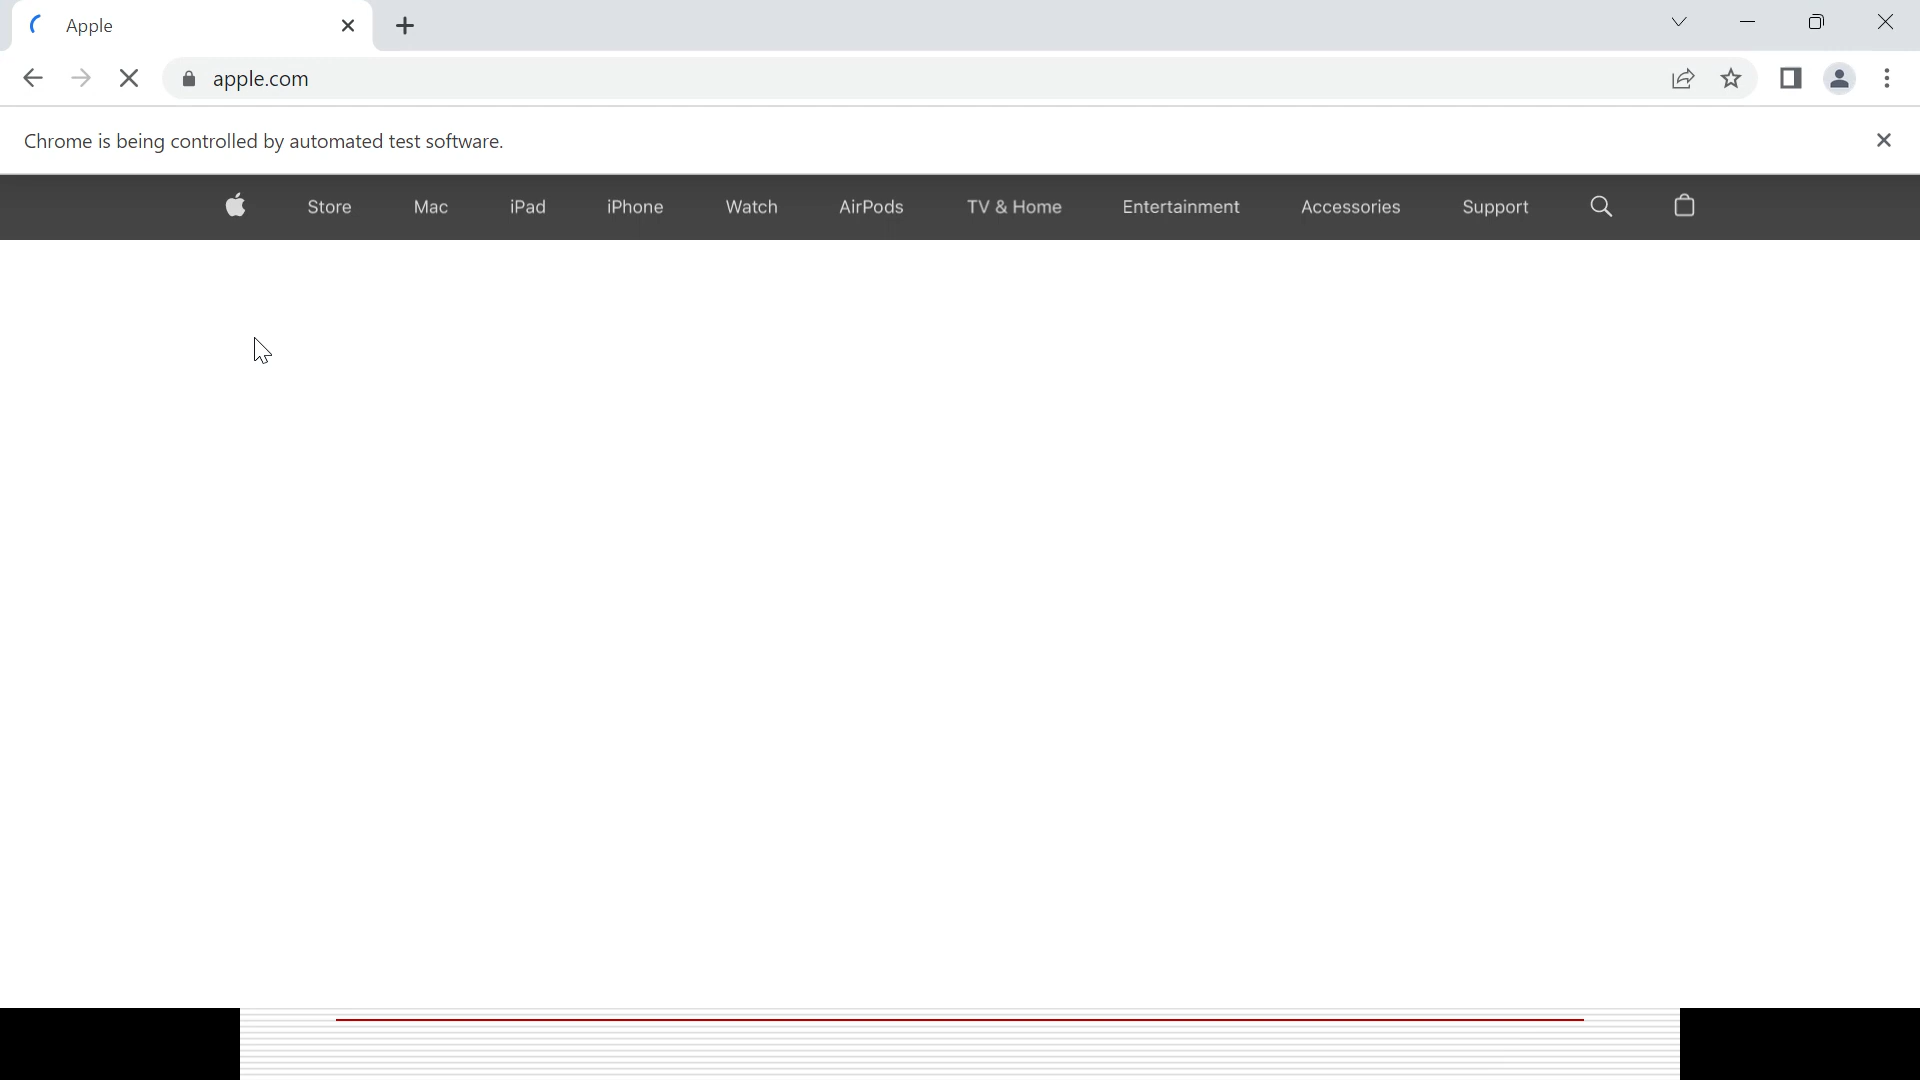 Apple
apple.com
Chrome is being controlled by automated test software.
Store Mac iPad iPhone Watch AirPods TV & Home Entertainment Accessories Support